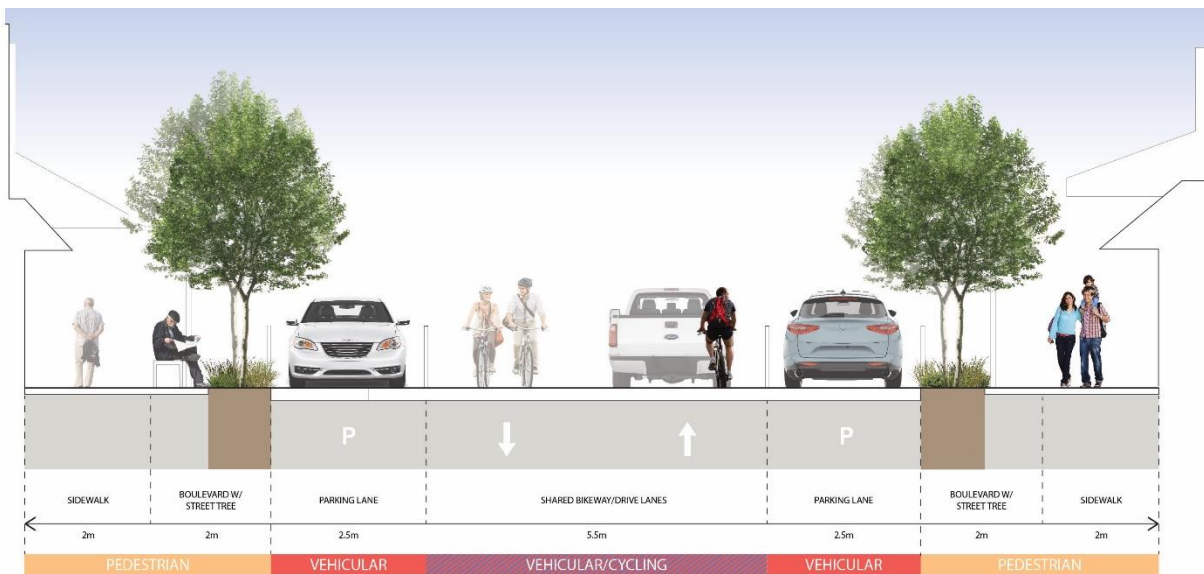 P
P
SIDEWALK
BOULEVARD W/
STREET TREE
PARKING LANE
SHARED BIKEWAY/DRIVE LANES
PARKING LANE
BOULEVARD W/
STREET TREE
SIDEWALK
2m
2m
2.5m
5.5m
2.5m
2m
2m
PEDESTRIAN
VEHICULAR
VEHICULAR/CYCLING
VEHICULAR
PEDESTRIAN